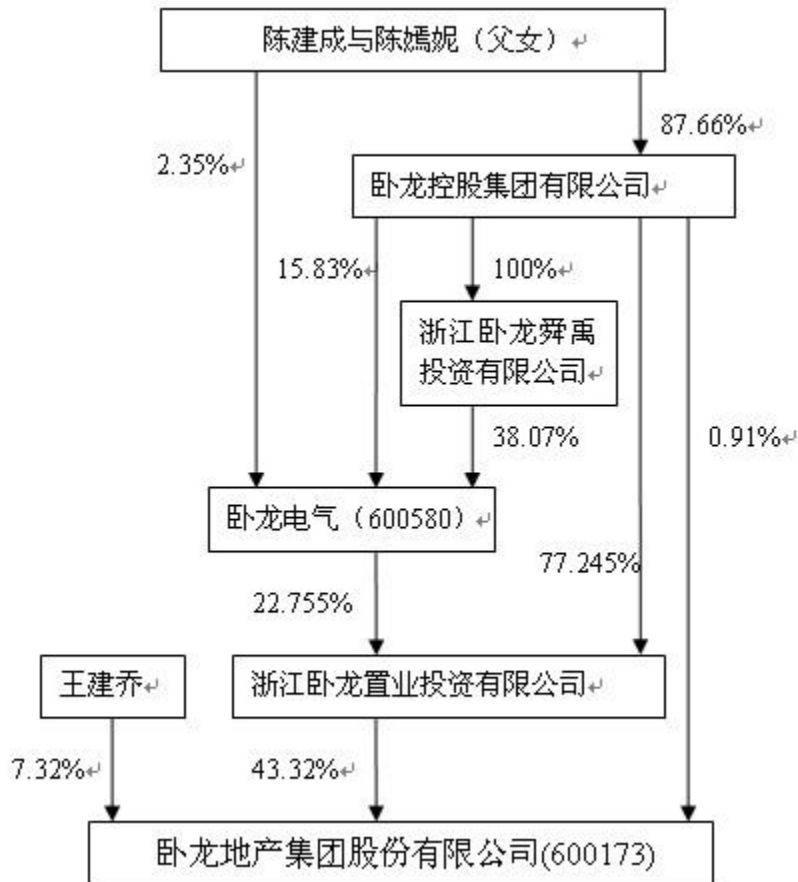 陈建成与陈嫣妮（父女）
87.66%
2.35%
卧龙控股集团有限公司
15.83%
100%
浙江卧龙舜禹
投资有限公司
38.07%
0.91%
卧龙电气（600580）
77.245%
22.755%
王建乔
浙江卧龙置业投资有限公司
7.32%
43.32%
卧龙地产集团股份有限公司(600173)